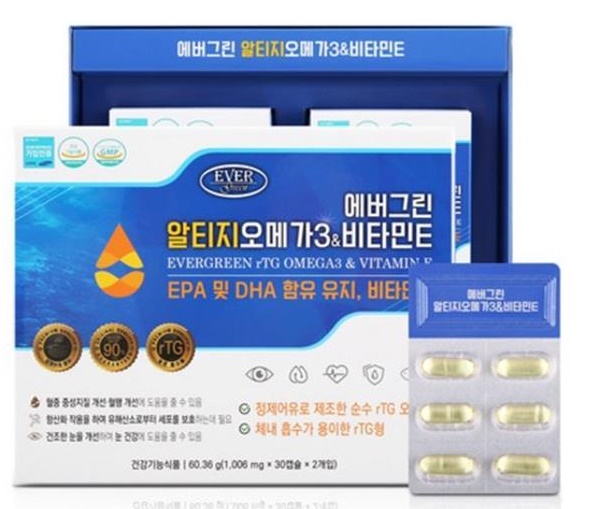 에버그린 알티지오메가3&비타민E
기집인증
GMP
EVER
Green
에버그린
알티지오메가3&비타민E
EVERGREEN rTG OMEGA3 & VITAMIN E
EPA 및 DHA 함유 유지, 비타민
90%
rTG
혈중 중성지질 개선·혈행 개선에 도움을 줄 수 있음
항산화 작용을 하여 유해산소로부터 세포를 보호하는데 필요
건조한 눈을 개선하여 눈 건강에 도움을 줄 수 있음
정제어유로 제조한 순수 rTG 오
체내 흡수가 용이한 rTG형
건강기능식품 | 60.36 g(1,006 mg × 30캡슐 × 2개입)
에버그린
알티지오메가3&비타민E